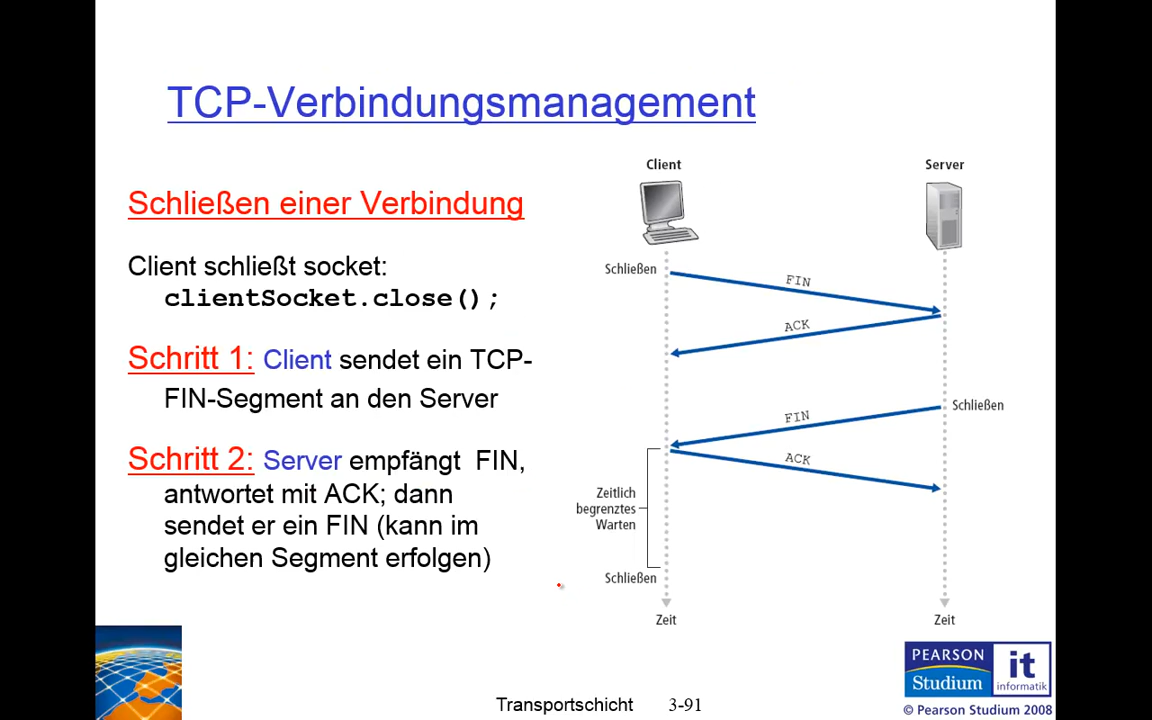 TCP-Verbindungsmanagement
Schließen einer Verbindung
Client schließt socket:
clientSocket.close();
Schritt 1: Client sendet ein TCP-
FIN-Segment an den Server
Schritt 2: Server empfängt FIN,
antwortet mit ACK; dann
sendet er ein FIN (kann im
gleichen Segment erfolgen)
Client
Server
Schließen
FIN
ACK
Schließen
FIN
ACK
Zeitlich
begrenztes
Warten
Schließen
Zeit
Zeit
Transportschicht 3-91
PEARSON
Studium
it
informatik
© Pearson Studium 2008